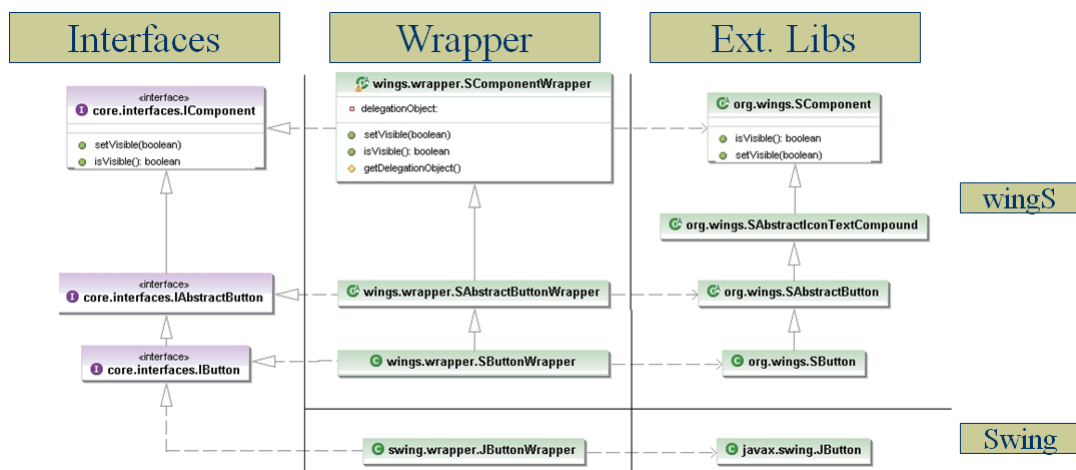 Interfaces
Wrapper
Ext. Libs
«interface»
core.interfaces.IComponent
setVisible(boolean)
isVisible(): boolean
wings.wrapper.SComponentWrapper
delegationObject:
setVisible(boolean)
isVisible(): boolean
getDelegationObject()
org.wings.SComponent
isVisible(): boolean
setVisible(boolean)
wingS
org.wings.SAbstractIconTextCompound
«interface»
core.interfaces.IAbstractButton
wings.wrapper.SAbstractButtonWrapper
org.wings.SAbstractButton
«interface»
core.interfaces.IButton
wings.wrapper.SButtonWrapper
org.wings.SButton
swing.wrapper.JButtonWrapper
javax.swing.JButton
Swing